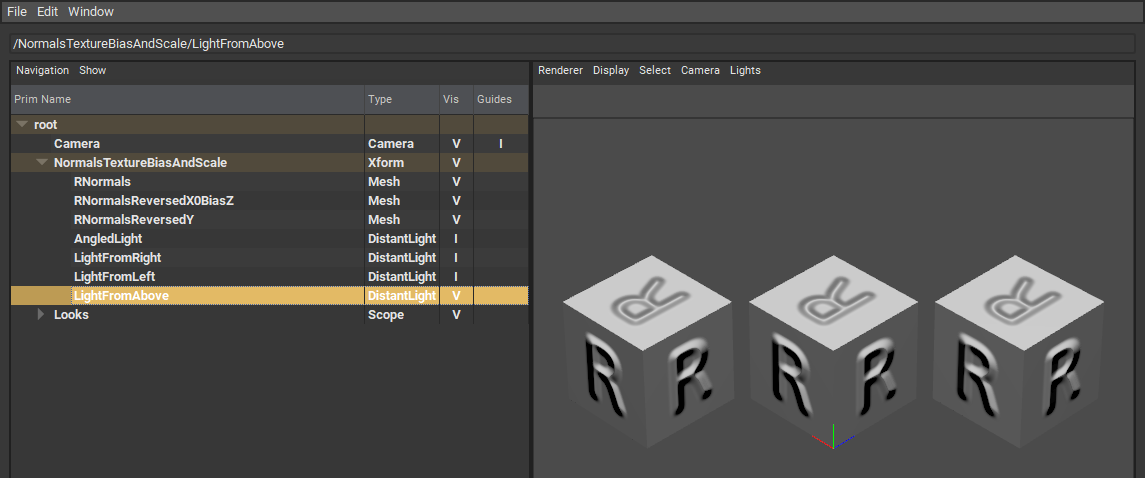 File Edit Window
/NormalsTextureBiasAndScale/LightFromAbove
Navigation Show
Renderer Display Select Camera Lights
Prim Name Type Vis Guides
root
Camera Camera V I
NormalsTextureBiasAndScale Xform V
RNormals Mesh V
RNormalsReversedX0BiasZ Mesh V
RNormalsReversedY Mesh V
AngledLight DistantLight I
LightFromRight DistantLight I
LightFromLeft DistantLight I
LightFromAbove DistantLight V
Looks Scope V
R R R
R R R R R R